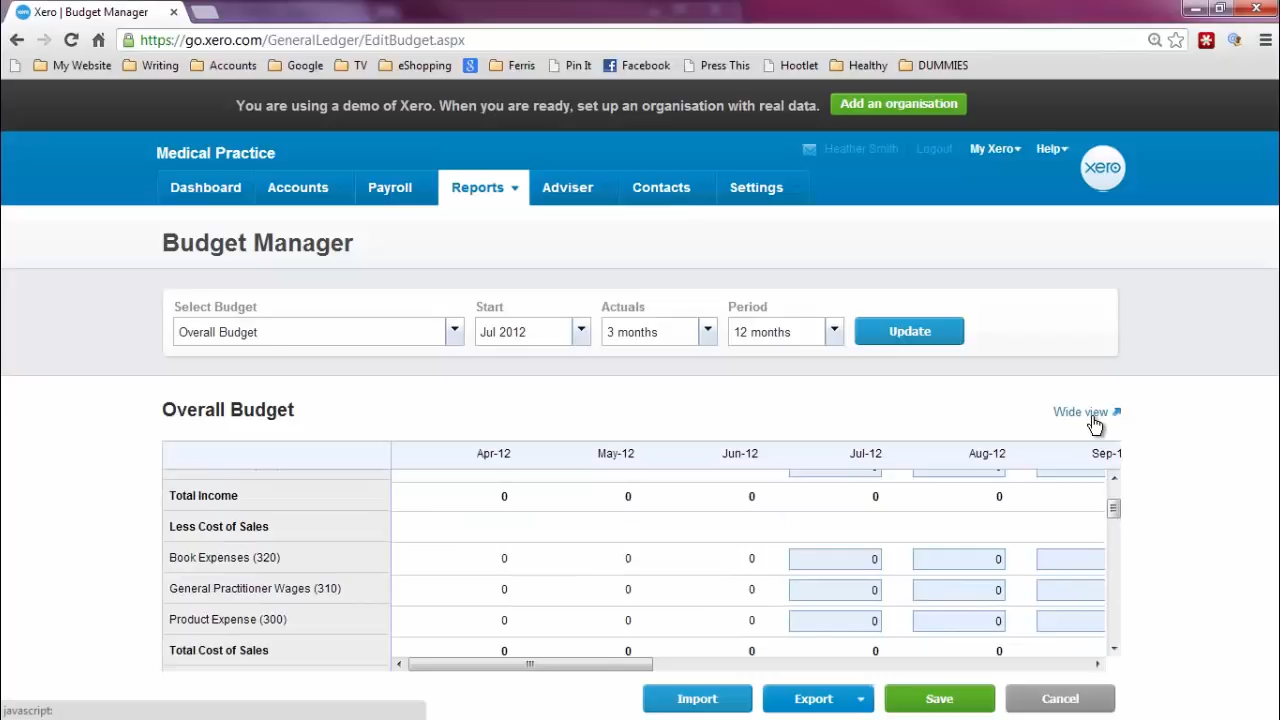 Xero | Budget Manager
https://go.xero.com/GeneralLedger/EditBudget.aspx
My Website Writing Accounts Google TV eShopping Ferris Pin It Facebook Press This Hootlet Healthy DUMMIES
You are using a demo of Xero. When you are ready, set up an organisation with real data. Add an organisation
Medical Practice Heather Smith Logout My Xero Help
xero
Dashboard Accounts Payroll Reports Adviser Contacts Settings
Budget Manager
Select Budget Start Actuals Period
Overall Budget Jul 2012 3 months 12 months Update
Overall Budget Wide view
Apr-12 May-12 Jun-12 Jul-12 Aug-12 Sep-1
Total Income 0 0 0 0 0
Less Cost of Sales
Book Expenses (320) 0 0 0 0 0
General Practitioner Wages (310) 0 0 0 0 0
Product Expense (300) 0 0 0 0 0
Total Cost of Sales 0 0 0 0 0
Import Export Save Cancel
javascript: